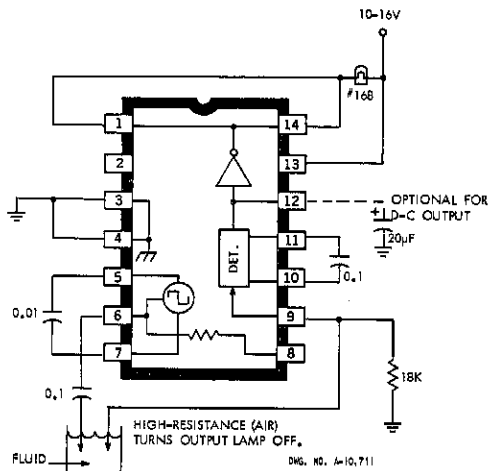 10-16V
#168
1
14
2
13
3
12
OPTIONAL FOR
D-C OUTPUT
+
20µF
4
11
DET.
0.1
5
10
0.01
6
9
7
8
0.1
18K
HIGH-RESISTANCE (AIR)
TURNS OUTPUT LAMP OFF.
FLUID
DWG. NO. A-10,711